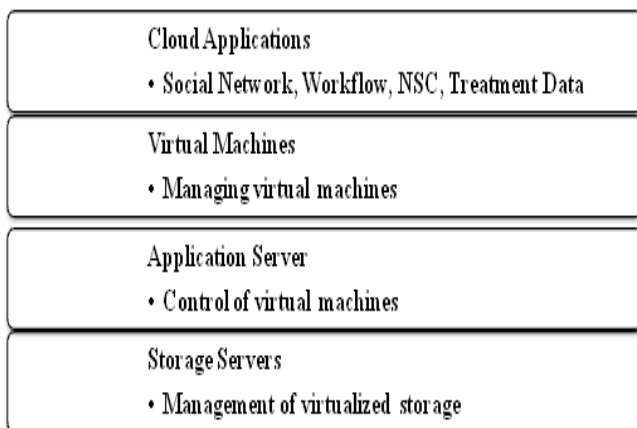 Cloud Applications
• Social Network, Workflow, NSC, Treatment Data
Virtual Machines
• Managing virtual machines
Application Server
• Control of virtual machines
Storage Servers
• Management of virtualized storage